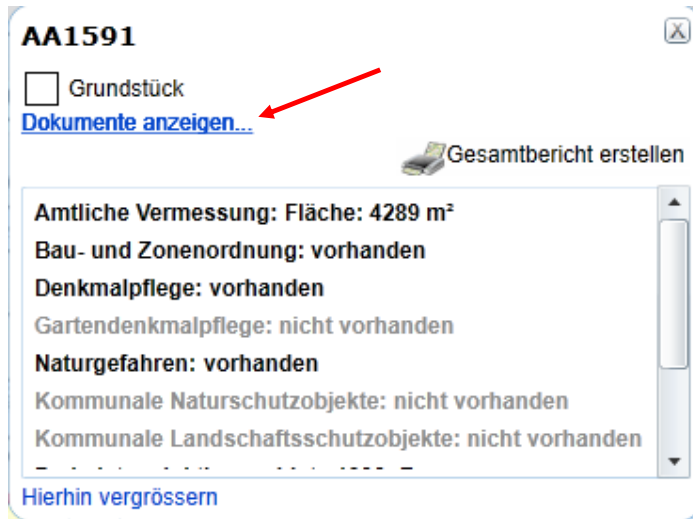 AA1591
X
Grundstück
Dokumente anzeigen...
Gesamtbericht erstellen
Amtliche Vermessung: Fläche: 4289 m²
Bau- und Zonenordnung: vorhanden
Denkmalpflege: vorhanden
Gartendenkmalpflege: nicht vorhanden
Naturgefahren: vorhanden
Kommunale Naturschutzobjekte: nicht vorhanden
Kommunale Landschaftsschutzobjekte: nicht vorhanden
Hierhin vergrössern